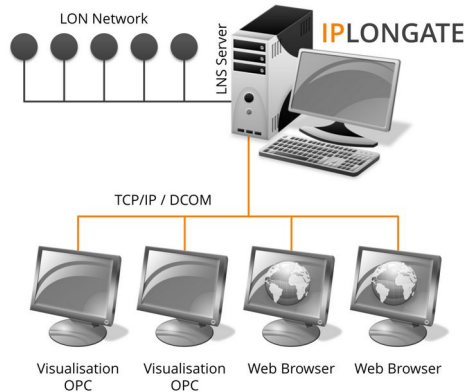 LON Network
LNS Server
IPLONGATE
TCP/IP / DCOM
Visualisation
OPC
Visualisation
OPC
Web Browser
Web Browser